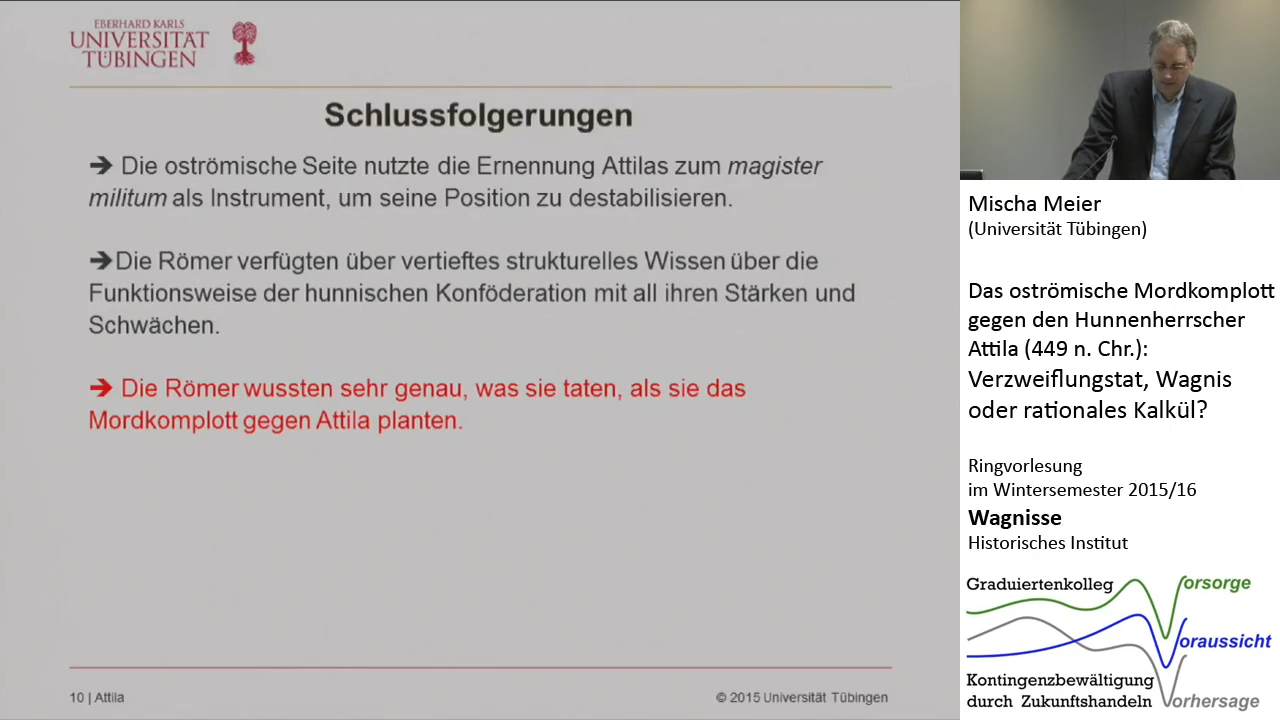 EBERHARD KARLS
UNIVERSITÄT
TÜBINGEN
Schlussfolgerungen
➔ Die oströmische Seite nutzte die Ernennung Attilas zum magister
militum als Instrument, um seine Position zu destabilisieren.
➔Die Römer verfügten über vertieftes strukturelles Wissen über die
Funktionsweise der hunnischen Konföderation mit all ihren Stärken und
Schwächen.
➔ Die Römer wussten sehr genau, was sie taten, als sie das
Mordkomplott gegen Attila planten.
10 | Attila
© 2015 Universität Tübingen
Mischa Meier
(Universität Tübingen)
Das oströmische Mordkomplott
gegen den Hunnenherrscher
Attila (449 n. Chr.):
Verzweiflungstat, Wagnis
oder rationales Kalkül?
Ringvorlesung
im Wintersemester 2015/16
Wagnisse
Historisches Institut
Graduiertenkolleg
Vorsorge
Voraussicht
Vorhersage
Kontingenzbewältigung
durch Zukunftshandeln